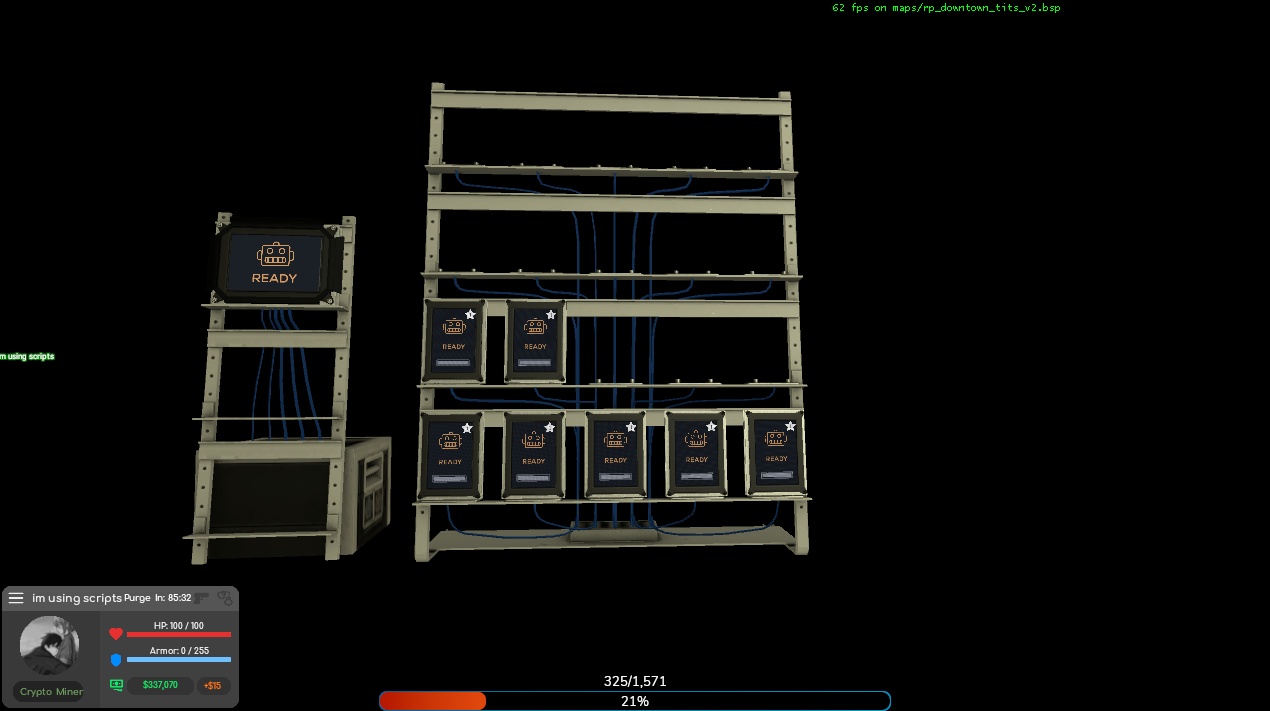 62 fps on maps/rp_downtown_tits_v2.bsp
READY
READY
READY
m using scripts
READY
READY
READY
READY
READY
im using scripts Purge In: 85:32
HP: 100 / 100
Armor: 0 / 255
$337,070
+$15
Crypto Miner
325/1,571
21%